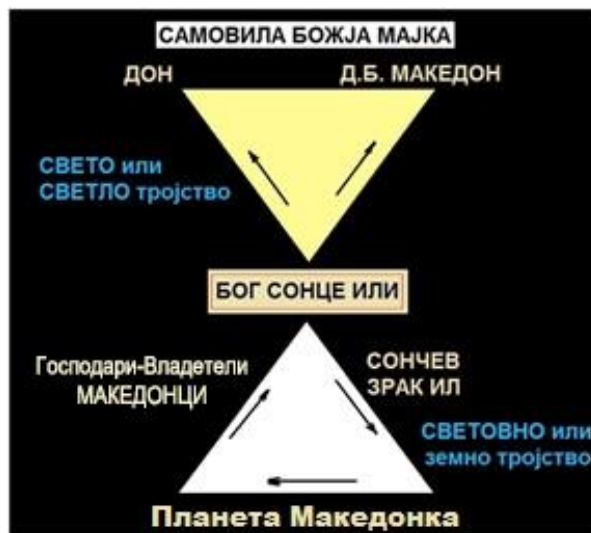 САМОВИЛА БОЖЈА МАЈКА
ДОН
Д.Б. МАКЕДОН
СВЕТО или
СВЕТЛО тројство
БОГ СОНЦЕ ИЛИ
Господари-Владетели
МАКЕДОНЦИ
СОНЧЕВ
ЗРАК ИЛ
СВЕТОВНО или
земно тројство
Планета Македонка